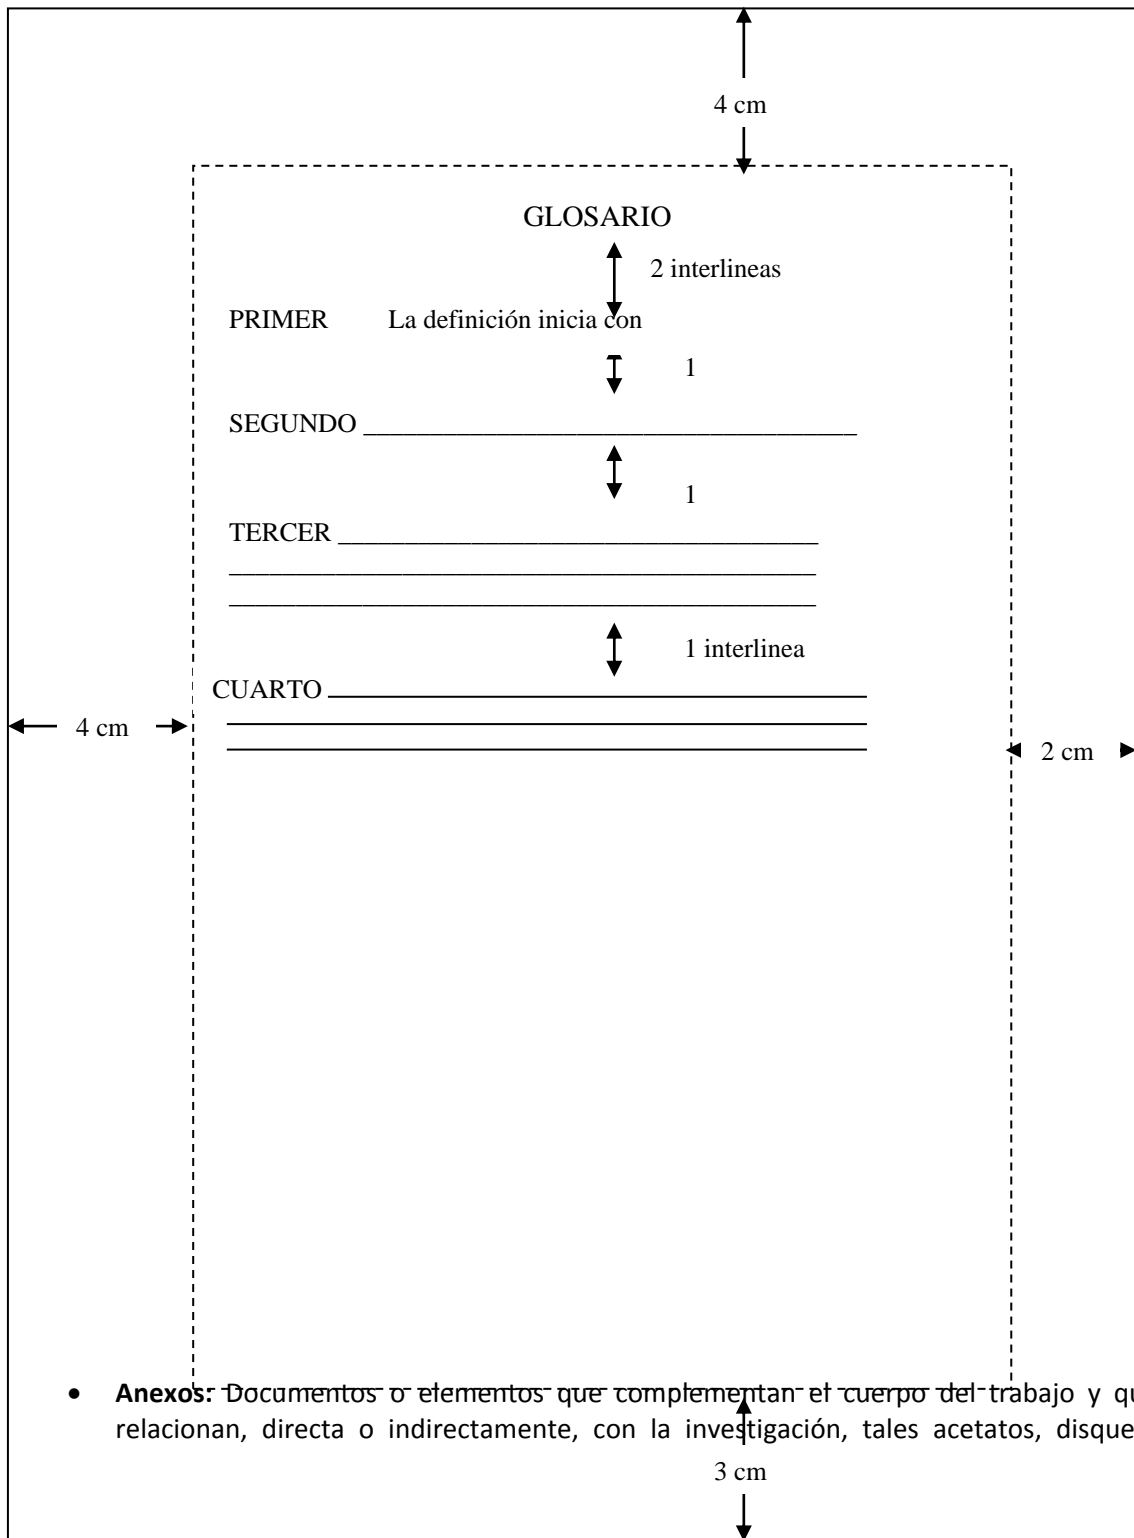 4 cm
GLOSARIO
2 interlineas
PRIMER La definición inicia con
1
SEGUNDO
1
TERCER
1 interlinea
CUARTO
4 cm
2 cm
• Anexos: Documentos o elementos que complementan el cuerpo del trabajo y qu
relacionan, directa o indirectamente, con la investigación, tales acetatos, disque
3 cm